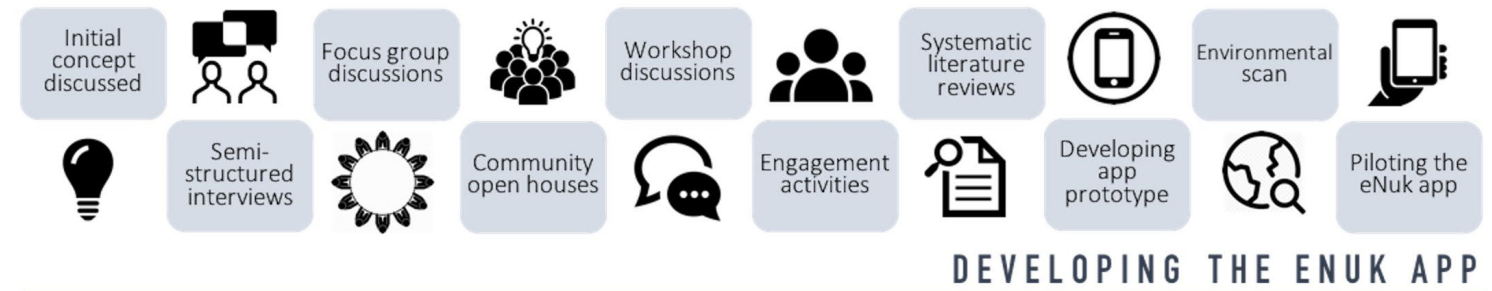 Initial
concept
discussed
Semi-
structured
interviews
Focus group
discussions
Community
open houses
Workshop
discussions
Engagement
activities
Systematic
literature
reviews
Developing
app
prototype
Environmental
scan
Piloting the
eNuk app
DEVELOPING THE ENUK APP